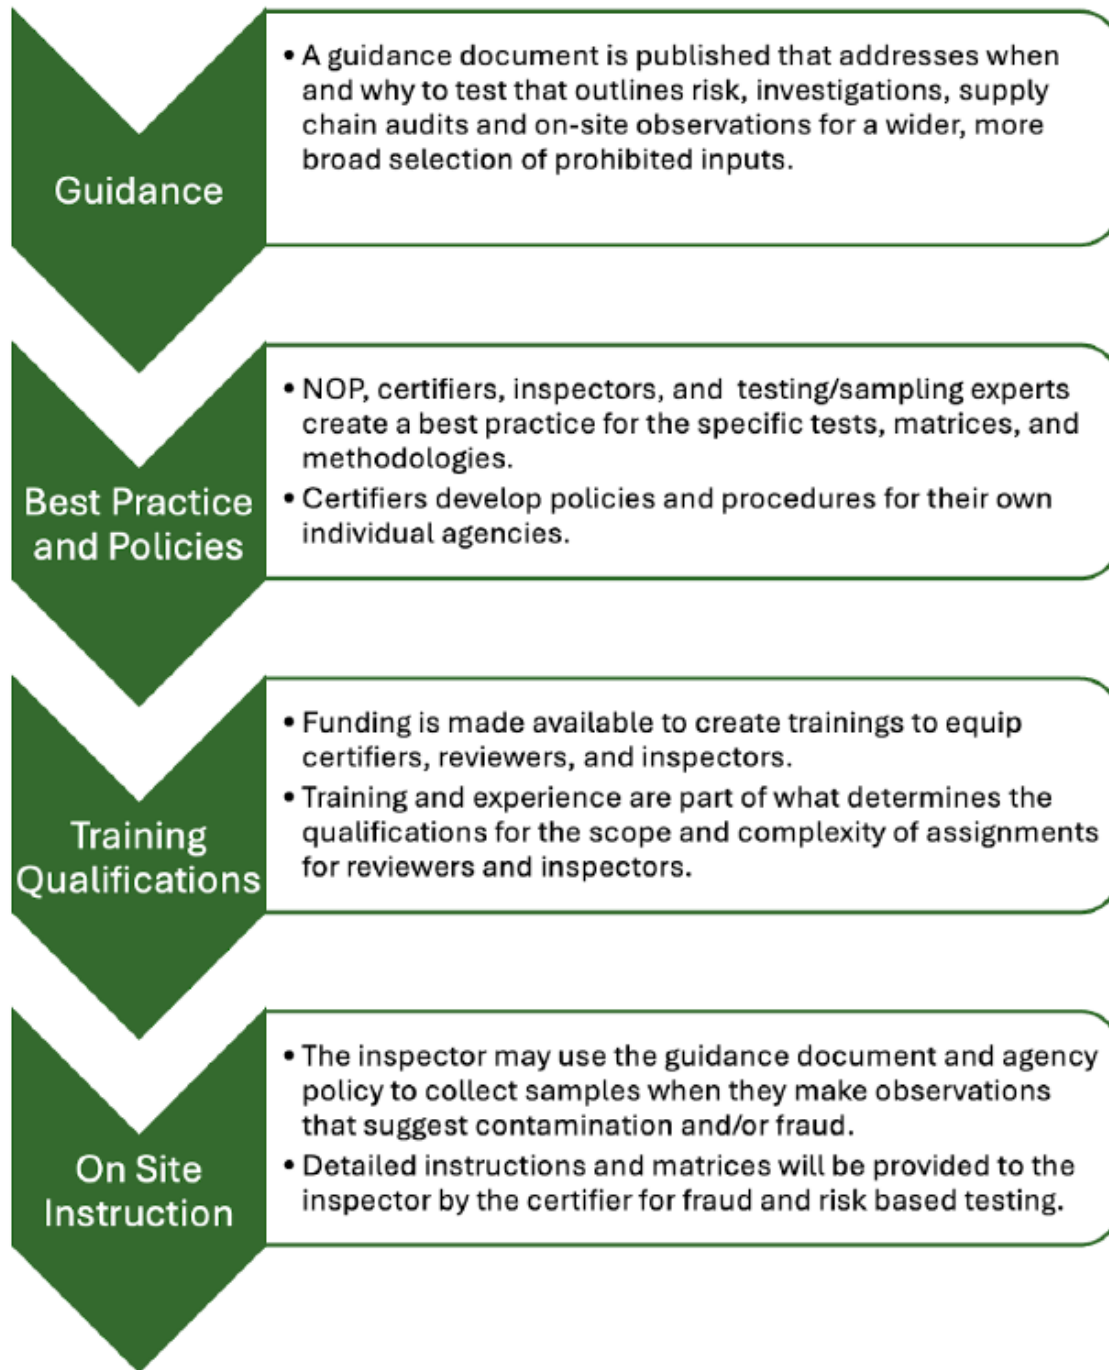 Guidance
• A guidance document is published that addresses when
and why to test that outlines risk, investigations, supply
chain audits and on-site observations for a wider, more
broad selection of prohibited inputs.
Best Practice
and Policies
• NOP, certifiers, inspectors, and testing/sampling experts
create a best practice for the specific tests, matrices, and
methodologies.
• Certifiers develop policies and procedures for their own
individual agencies.
Training
Qualifications
• Funding is made available to create trainings to equip
certifiers, reviewers, and inspectors.
• Training and experience are part of what determines the
qualifications for the scope and complexity of assignments
for reviewers and inspectors.
On Site
Instruction
• The inspector may use the guidance document and agency
policy to collect samples when they make observations
that suggest contamination and/or fraud.
• Detailed instructions and matrices will be provided to the
inspector by the certifier for fraud and risk based testing.